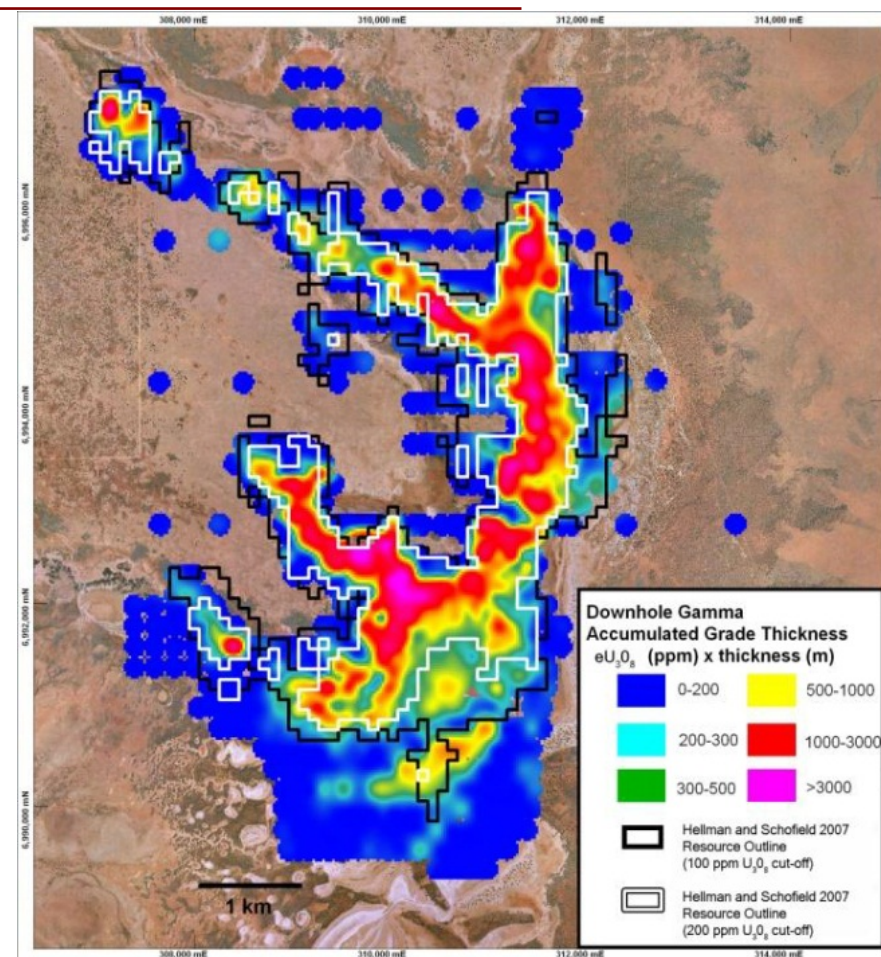 308,000 mE 310,000 mE 312,000 mE 314,000 mE
6,996,000 mN
6,994,000 mN
6,992,000 mN
6,990,000 mN
1 km
Downhole Gamma
Accumulated Grade Thickness
eU₃0₈ (ppm) x thickness (m)
0-200 500-1000
200-300 1000-3000
300-500 >3000
Hellman and Schofield 2007
Resource Outline
(100 ppm U₃0₈ cut-off)
Hellman and Schofield 2007
Resource Outline
(200 ppm U₃0₈ cut-off)
308,000 mE 310,000 mE 312,000 mE 314,000 mE